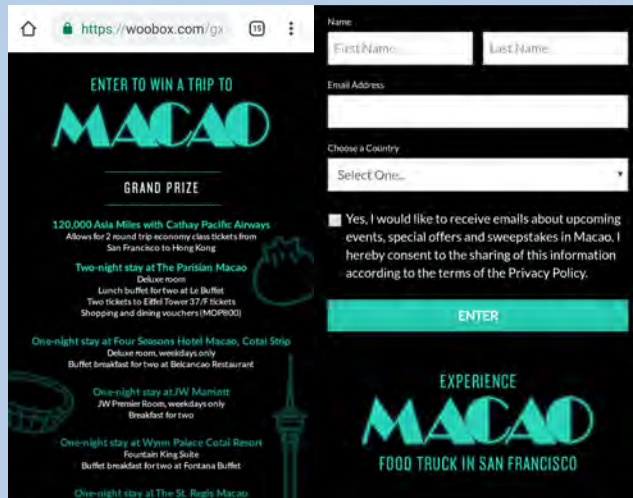 https://woobox.com/gx
15
ENTER TO WIN A TRIP TO
MACAO
GRAND PRIZE
120,000 Asia Miles with Cathay Pacific Airways
Allows for 2 round trip economy class tickets from
San Francisco to Hong Kong
Two-night stay at The Parisian Macao
Deluxe room
Lunch buffet for two at Le Buffet
Two tickets to Eiffel Tower 37/F tickets
Shopping and dining vouchers (MOP800)
One-night stay at Four Seasons Hotel Macao, Cotai Strip
Deluxe room, weekdays only
Buffet breakfast for two at Belcancao Restaurant
One-night stay at JW Marriott
JW Premier Room, weekdays only
Breakfast for two
One-night stay at Wynn Palace Cotai Resort
Fountain King Suite
Buffet breakfast for two at Fontana Buffet
One-night stay at The St. Regis Macao
Name
First Name
Last Name
Email Address
Choose a Country
Select One...
Yes, I would like to receive emails about upcoming
events, special offers and sweepstakes in Macao. I
hereby consent to the sharing of this information
according to the terms of the Privacy Policy.
ENTER
EXPERIENCE
MACAO
FOOD TRUCK IN SAN FRANCISCO